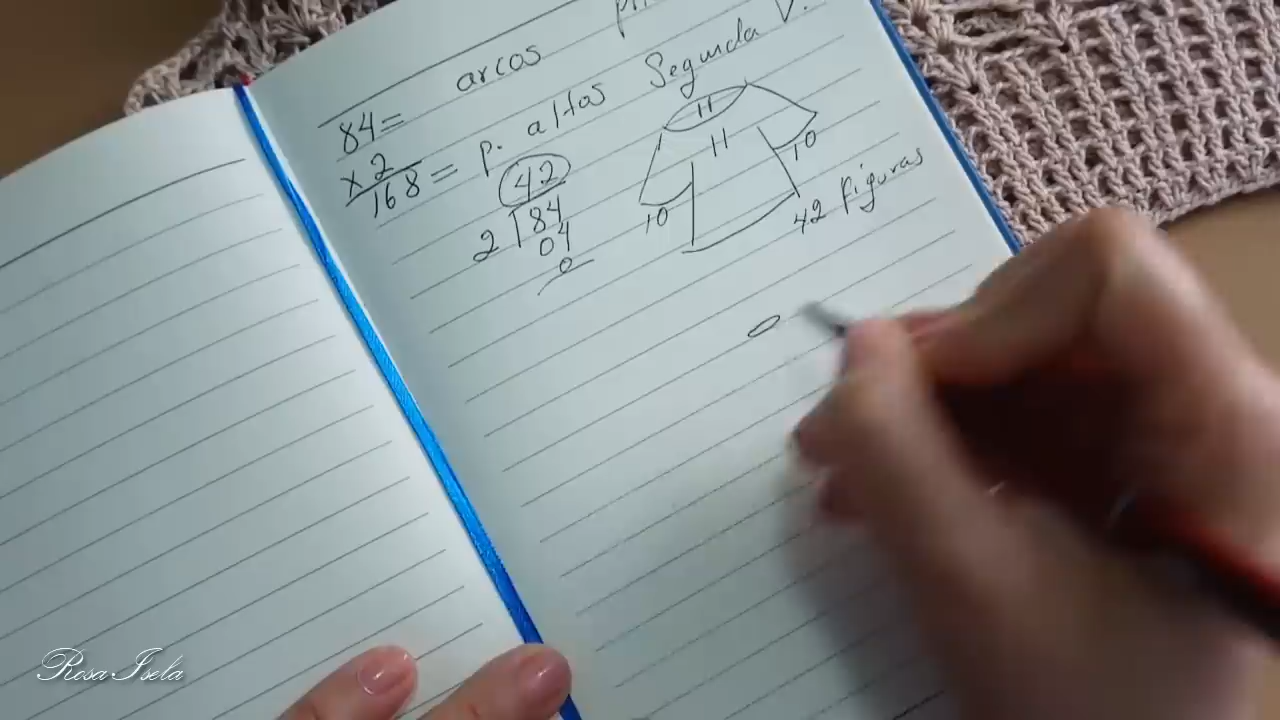 84= arcos
x 2
168 = p. altos Segunda V.
42
2 84
04
0
11
11
10
10
42 figuras
Rosa Isela